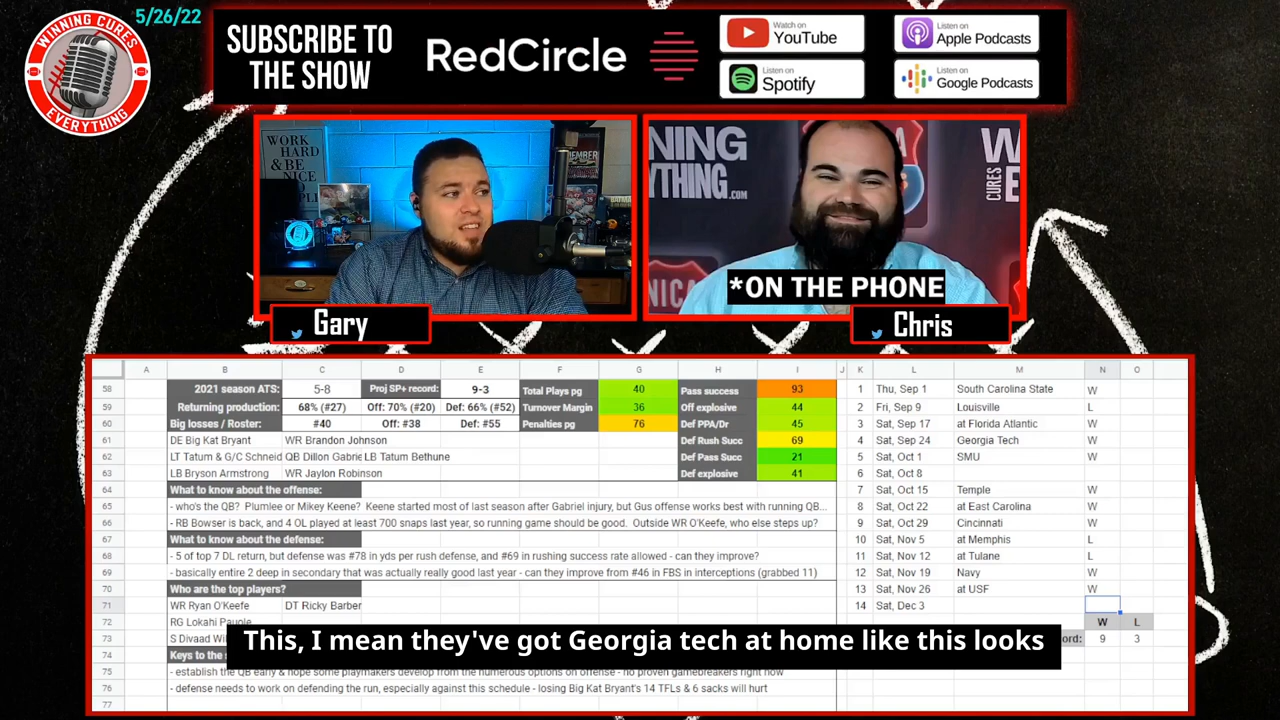 5/26/22
WINNING CURES
EVERYTHING
SUBSCRIBE TO
THE SHOW
RedCircle
Watch on
YouTube
Listen on
Apple Podcasts
Listen on
Spotify
Listen on
Google Podcasts
WORK
HARD
& BE
NICE
Gary
*ON THE PHONE
Chris
A B C D E F G H I J K L M N O
58 2021 season ATS: 5-8 Proj SP+ record: 9-3 Total Plays pg 40 Pass success 93 1 Thu, Sep 1 South Carolina State W
59 Returning production: 68% (#27) Off: 70% (#20) Def: 66% (#52) Turnover Margin 36 Off explosive 44 2 Fri, Sep 9 Louisville L
60 Big losses / Roster: #40 Off: #38 Def: #55 Penalties pg 76 Def PPA/Dr 45 3 Sat, Sep 17 at Florida Atlantic W
61 DE Big Kat Bryant WR Brandon Johnson Def Rush Succ 69 4 Sat, Sep 24 Georgia Tech W
62 LT Tatum & G/C Schneid QB Dillon Gabrie LB Tatum Bethune Def Pass Succ 21 5 Sat, Oct 1 SMU W
63 LB Bryson Armstrong WR Jaylon Robinson Def explosive 41 6 Sat, Oct 8
64 What to know about the offense: 7 Sat, Oct 15 Temple W
65 - who's the QB? Plumlee or Mikey Keene? Keene started most of last season after Gabriel injury, but Gus offense works best with running QB... 8 Sat, Oct 22 at East Carolina W
66 - RB Bowser is back, and 4 OL played at least 700 snaps last year, so running game should be good. Outside WR O'Keefe, who else steps up? 9 Sat, Oct 29 Cincinnati W
67 What to know about the defense: 10 Sat, Nov 5 at Memphis L
68 - 5 of top 7 DL return, but defense was #78 in yds per rush defense, and #69 in rushing success rate allowed - can they improve? 11 Sat, Nov 12 at Tulane L
69 - basically entire 2 deep in secondary that was actually really good last year - can they improve from #46 in FBS in interceptions (grabbed 11) 12 Sat, Nov 19 Navy W
70 Who are the top players? 13 Sat, Nov 26 at USF W
71 WR Ryan O'Keefe DT Ricky Barber 14 Sat, Dec 3
72 RG Lokahi Pauole W L
73 S Divaad Wil ord: 9 3
This, I mean they've got Georgia tech at home like this looks
74 Keys to the s
75 - establish the QB early & hope some playmakers develop from the numerous options on offense - no proven gamebreakers right now
76 - defense needs to work on defending the run, especially against this schedule - losing Big Kat Bryant's 14 TFLs & 6 sacks will hurt
77